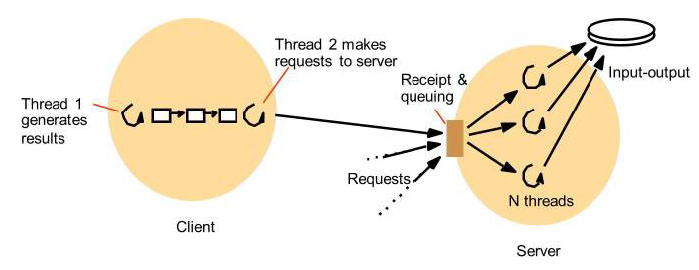 Thread 2 makes
requests to server
Thread 1
generates
results
Receipt &
queuing
Input-output
Requests
N threads
Client
Server